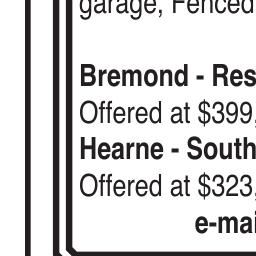 garage, Fenced
Bremond - Res
Offered at $399,
Hearne - South
Offered at $323,
e-mai